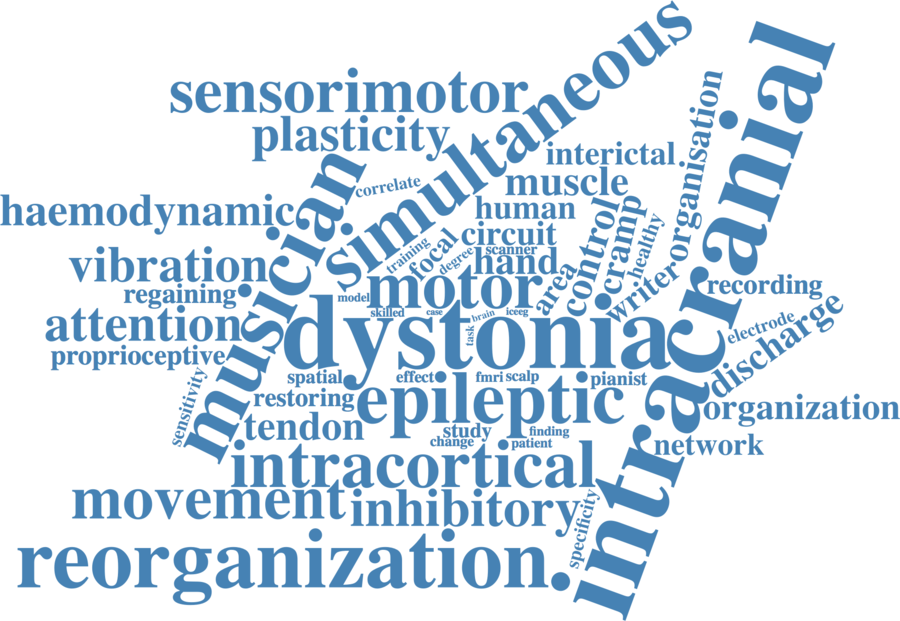 simultaneous
intracranial
sensorimotor
plasticity
organisation
interictal
musician
correlate
muscle
haemodynamic
human
control
cramp
healthy
circuit
training
focal
degree
scanner
hand
vibration
area
writer
regaining
motor
recording
model
attention
skilled
case
brain
iceeg
task
dystonia
electrode
discharge
proprioceptive
sensitivity
spatial
effect
fmri
scalp
pianist
restoring
epileptic
organization
tendon
study
finding
change
patient
network
intracortical
movement
inhibitory
specificity
reorganization.